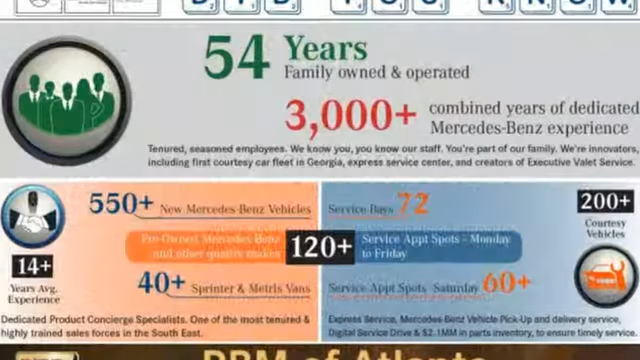 DID YOU KNOW
54 Years
Family owned & operated
3,000+ combined years of dedicated
Mercedes-Benz experience
Tenured, seasoned employees. We know you, you know our staff. You're part of our family. We're innovators,
including first courtesy car fleet in Georgia, express service center, and creators of Executive Valet Service.
550+ New Mercedes-Benz Vehicles
Pre-Owned Mercedes-Benz
and other quality makes
120+
40+ Sprinter & Metris Vans
14+
Years Avg.
Experience
Dedicated Product Concierge Specialists. One of the most tenured &
highly trained sales forces in the South East.
Service Bays 72
Service Appt Spots - Monday
to Friday
Service Appt Spots - Saturday 60+
200+
Courtesy
Vehicles
Express Service, Mercedes-Benz Vehicle Pick-Up and delivery service,
Digital Service Drive & $2.1MM in parts inventory, to ensure timely service.
RBM of Atlanta